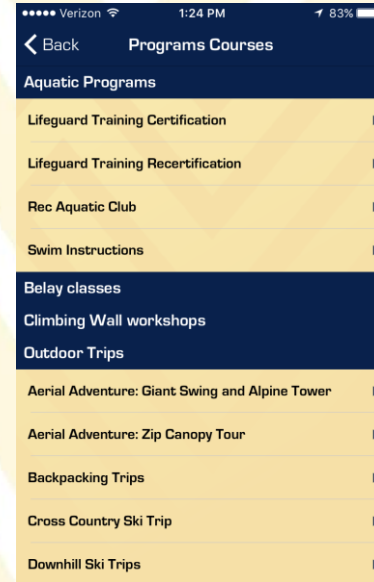 Verizon 1:24 PM 83%
Back Programs Courses
Aquatic Programs
Lifeguard Training Certification
Lifeguard Training Recertification
Rec Aquatic Club
Swim Instructions
Belay classes
Climbing Wall workshops
Outdoor Trips
Aerial Adventure: Giant Swing and Alpine Tower
Aerial Adventure: Zip Canopy Tour
Backpacking Trips
Cross Country Ski Trip
Downhill Ski Trips